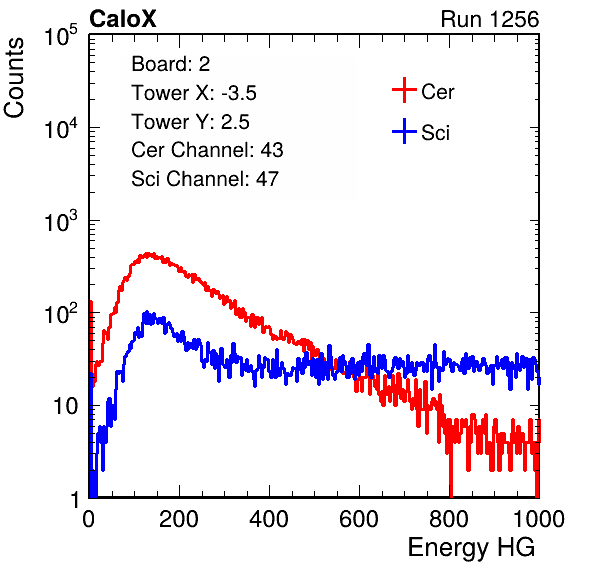 CaloX Run 1256
Counts
10^5
10^4
10^3
10^2
10
1
Board: 2
Tower X: -3.5
Tower Y: 2.5
Cer Channel: 43
Sci Channel: 47
Cer
Sci
0 200 400 600 800 1000
Energy HG